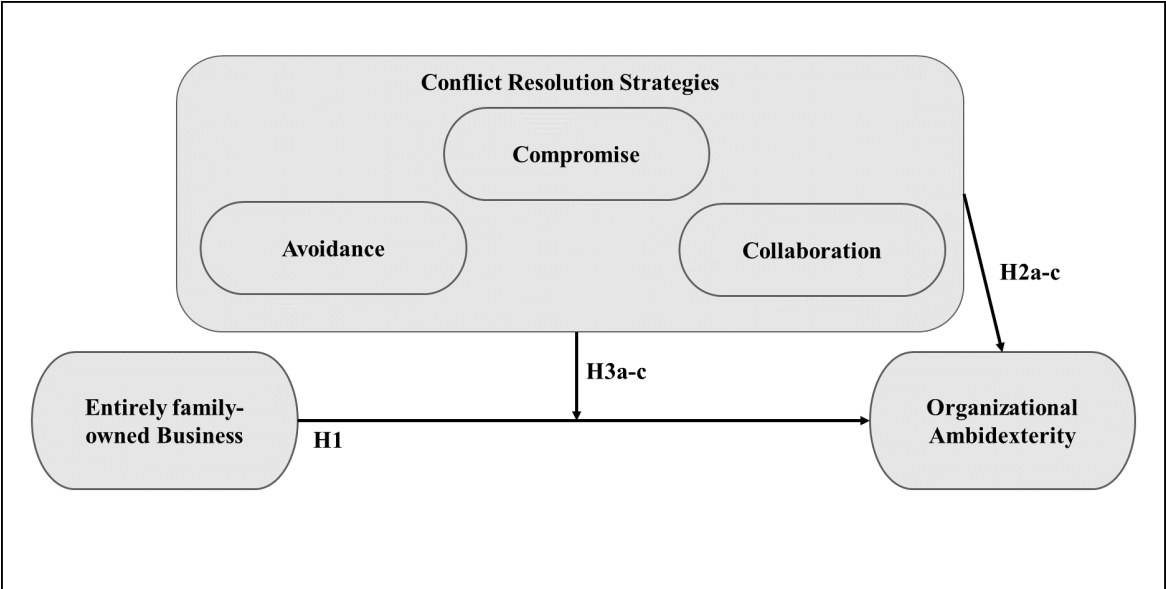 Conflict Resolution Strategies
Compromise
Avoidance
Collaboration
H2a-c
H3a-c
Entirely family-
owned Business
H1
Organizational
Ambidexterity